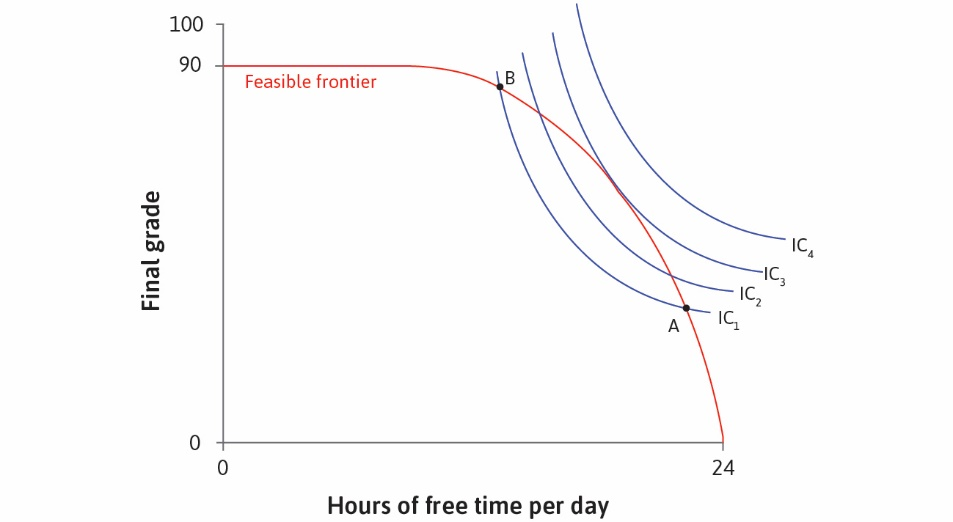 100
90
Feasible frontier
B
Final grade
IC4
IC3
IC2
IC1
A
0
0
24
Hours of free time per day